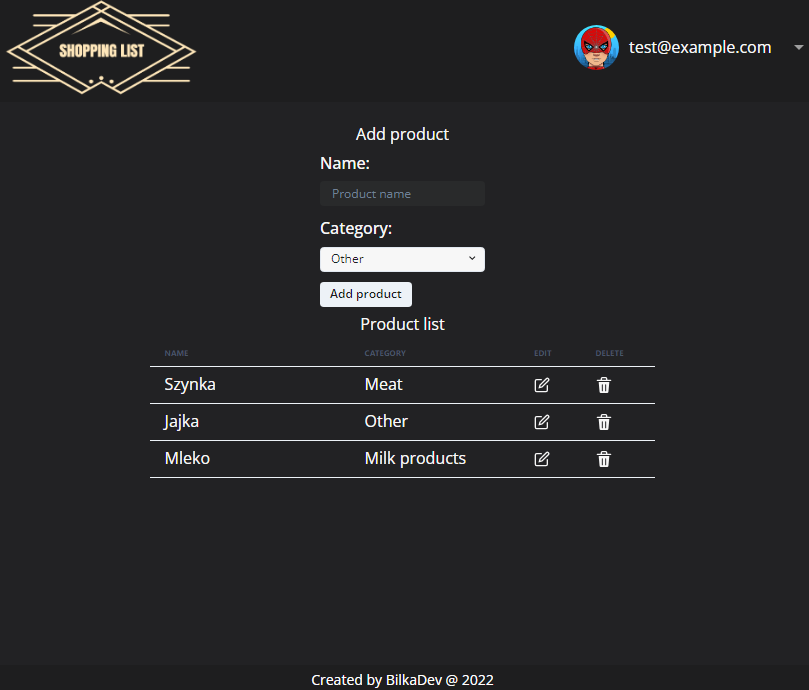 SHOPPING LIST
test@example.com
Add product
Name:
Product name
Category:
Other
Add product
Product list
NAME CATEGORY EDIT DELETE
Szynka Meat
Jajka Other
Mleko Milk products
Created by BilkaDev @ 2022